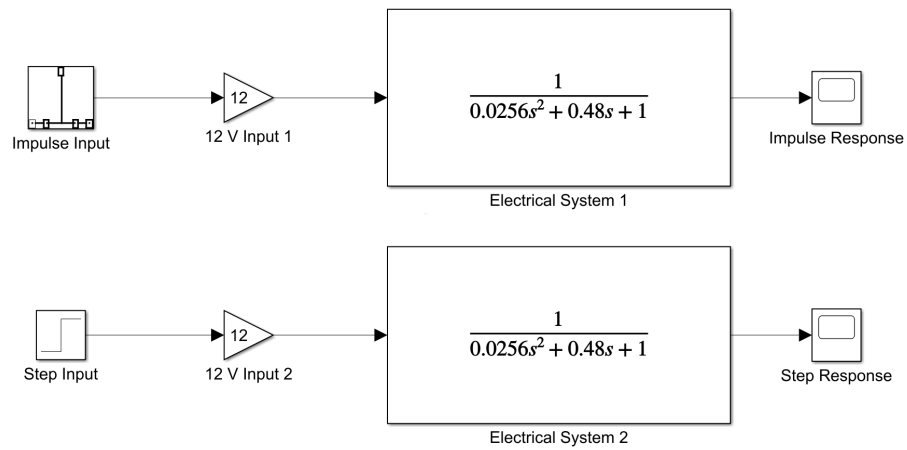 1
12
0.0256s² + 0.48s + 1
Impulse Input
12 V Input 1
Impulse Response
Electrical System 1
1
12
0.0256s² + 0.48s + 1
Step Input
12 V Input 2
Step Response
Electrical System 2